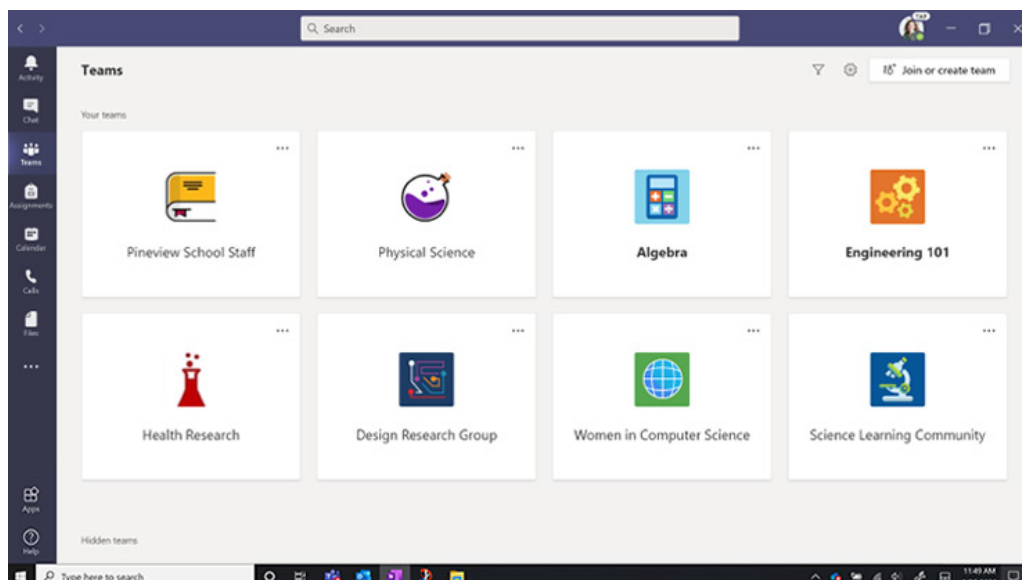 Search
Activity
Chat
Teams
Assignments
Calendar
Calls
Files
Apps
Help
Teams
Join or create team
Your teams
Pineview School Staff
Physical Science
Algebra
Engineering 101
Health Research
Design Research Group
Women in Computer Science
Science Learning Community
Hidden teams
Type here to search
11:49 AM